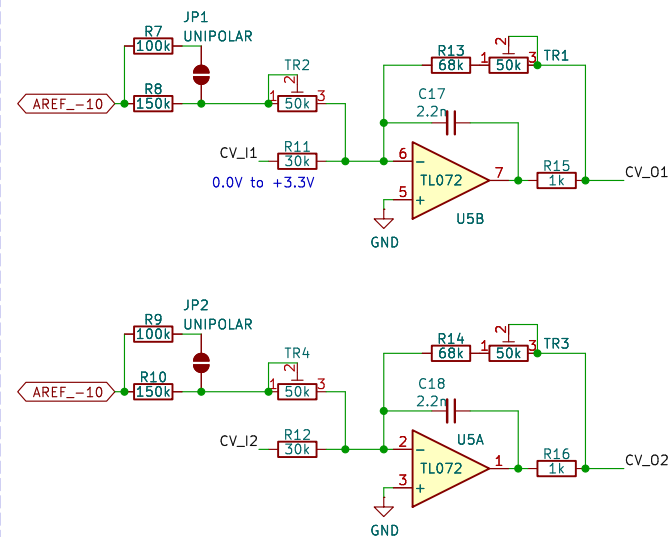 JP1
R7
UNIPOLAR
100k
TR2
R13
TR1
68k
1
2
3
50k
R8
AREF_-10
150k
1
2
3
50k
C17
2.2n
CV_I1
R11
30k
0.0V to +3.3V
6
−
TL072
7
5
+
U5B
R15
1k
CV_O1
GND
JP2
R9
UNIPOLAR
100k
TR4
R14
TR3
68k
1
2
3
50k
R10
AREF_-10
150k
1
2
3
50k
C18
2.2n
CV_I2
R12
30k
U5A
2
−
TL072
1
3
+
R16
1k
CV_O2
GND